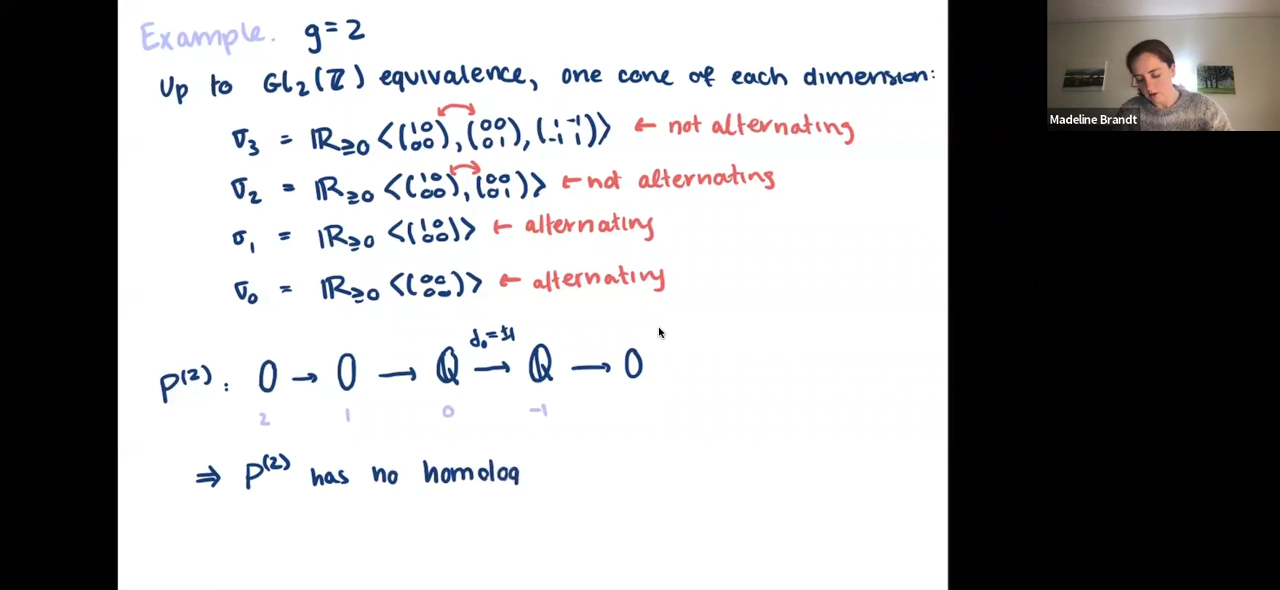 Example. g=2
Up to GL₂(ℤ) equivalence, one cone of each dimension:
σ₃ = ℝ≥0 <(1 0 0 0), (0 0 0 1), (1 -1 -1 1)> ← not alternating
σ₂ = ℝ≥0 <(1 0 0 0), (0 0 0 1)> ← not alternating
σ₁ = ℝ≥0 <(1 0 0 0)> ← alternating
σ₀ = ℝ≥0 <(0 0 0 0)> ← alternating
d₀=±1
P⁽²⁾: 0 → 0 → ℚ → ℚ → 0
2 1 0 -1
⇒ P⁽²⁾ has no homolog
Madeline Brandt